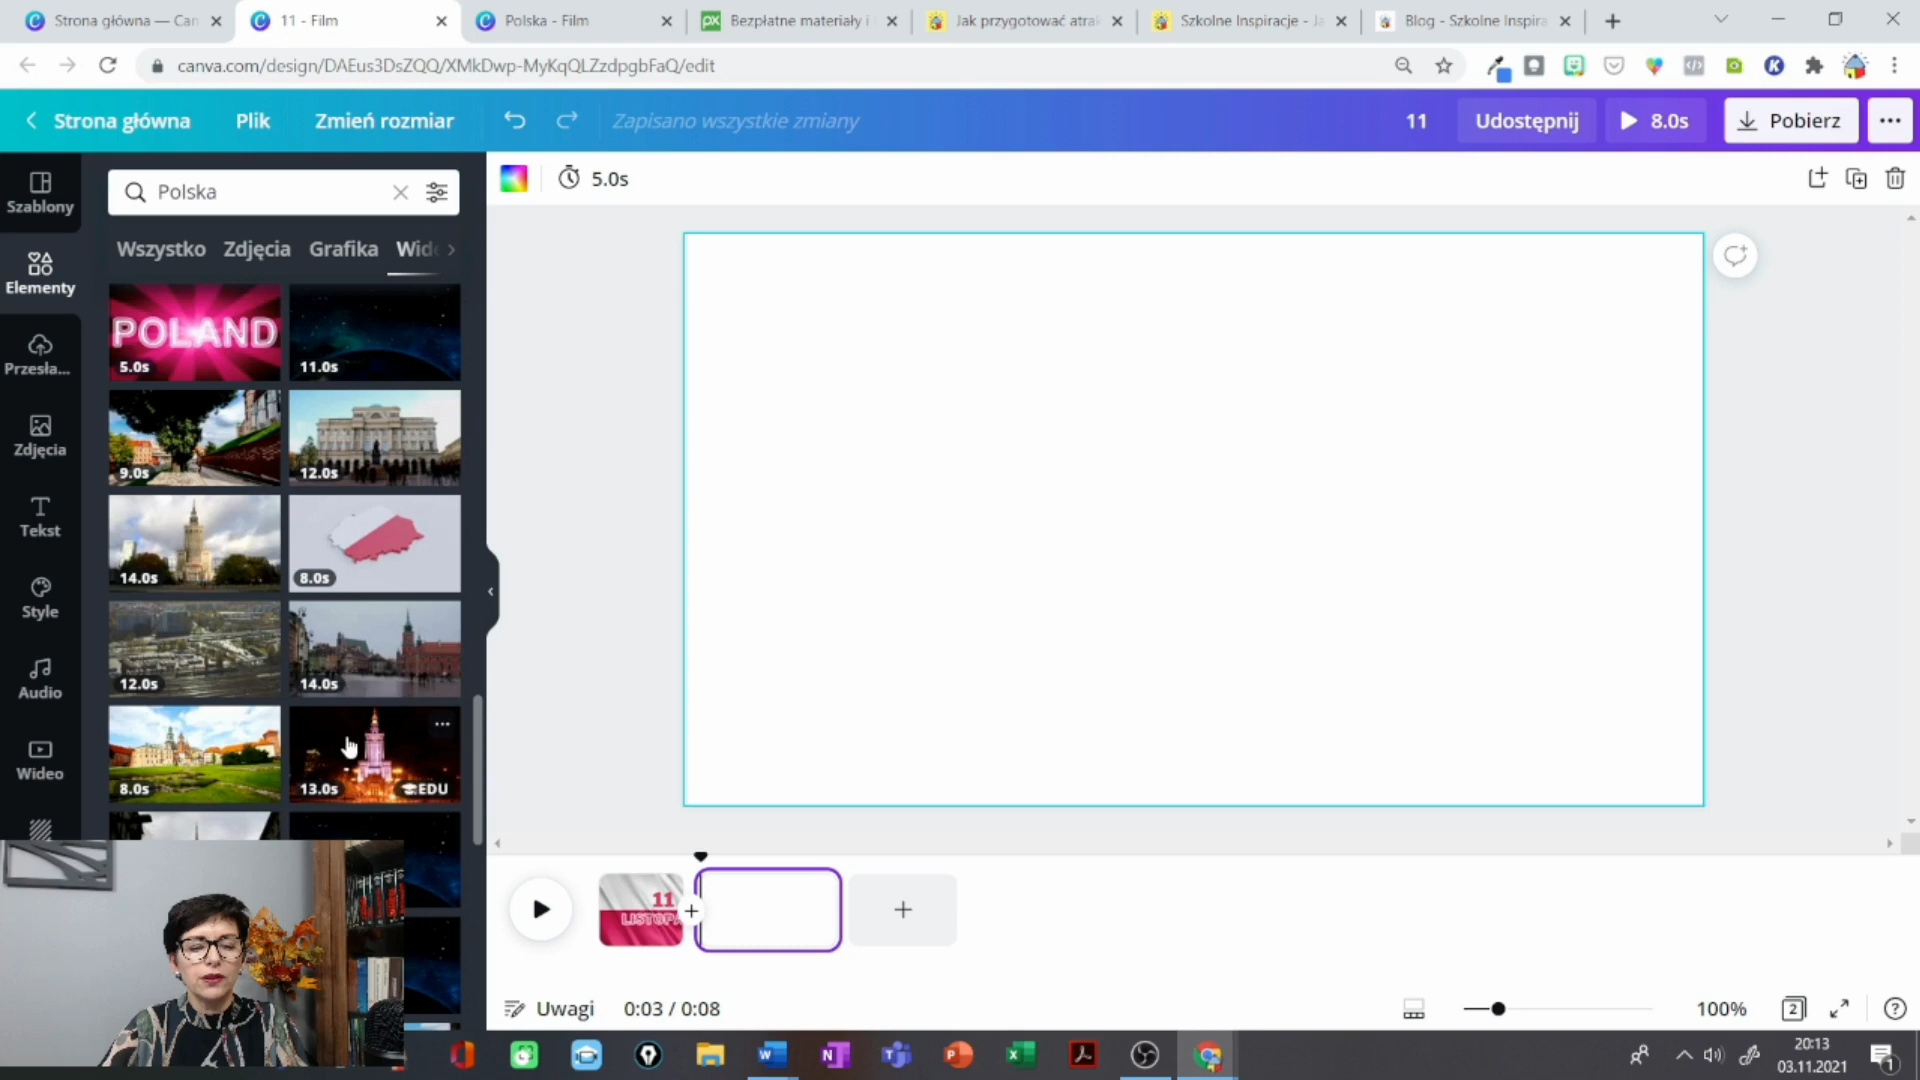 Strona główna — Can
11 - Film
Polska - Film
Bezpłatne materiały i
Jak przygotować atra
Szkolne Inspiracje - Ja
Blog - Szkolne Inspira
canva.com/design/DAEus3DsZQQ/XMkDwp-MyKqQLZzdpgbFaQ/edit
Strona główna
Plik
Zmień rozmiar
Zapisano wszystkie zmiany
11
Udostępnij
8.0s
Pobierz
Szablony
Elementy
Przesła...
Zdjęcia
Tekst
Style
Audio
Wideo
Polska
Wszystko
Zdjęcia
Grafika
Wide
POLAND
5.0s
11.0s
9.0s
12.0s
14.0s
8.0s
12.0s
14.0s
8.0s
13.0s
EDU
5.0s
11
LISTOPA
Uwagi
0:03 / 0:08
100%
2
20:13
03.11.2021
1